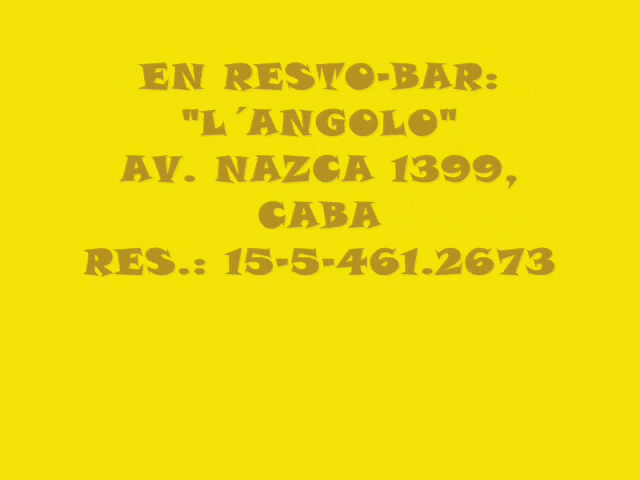 EN RESTO-BAR:
"L´ANGOLO"
AV. NAZCA 1399,
CABA
RES.: 15-5-461.2673